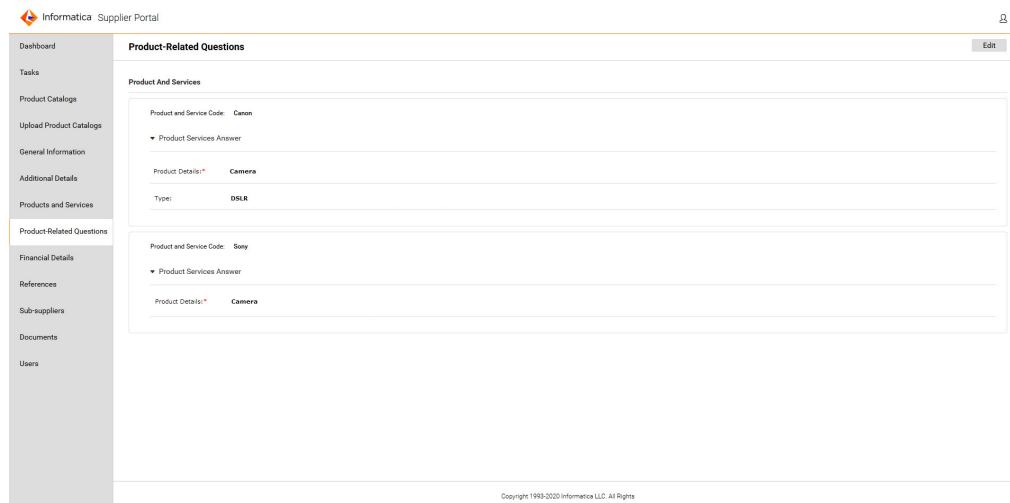 Informatica Supplier Portal
Dashboard
Tasks
Product Catalogs
Upload Product Catalogs
General Information
Additional Details
Products and Services
Product-Related Questions
Financial Details
References
Sub-suppliers
Documents
Users
Product-Related Questions
Edit
Product And Services
Product and Service Code: Canon
Product Services Answer
Product Details:* Camera
Type: DSLR
Product and Service Code: Sony
Product Services Answer
Product Details:* Camera
Copyright 1993-2020 Informatica LLC. All Rights